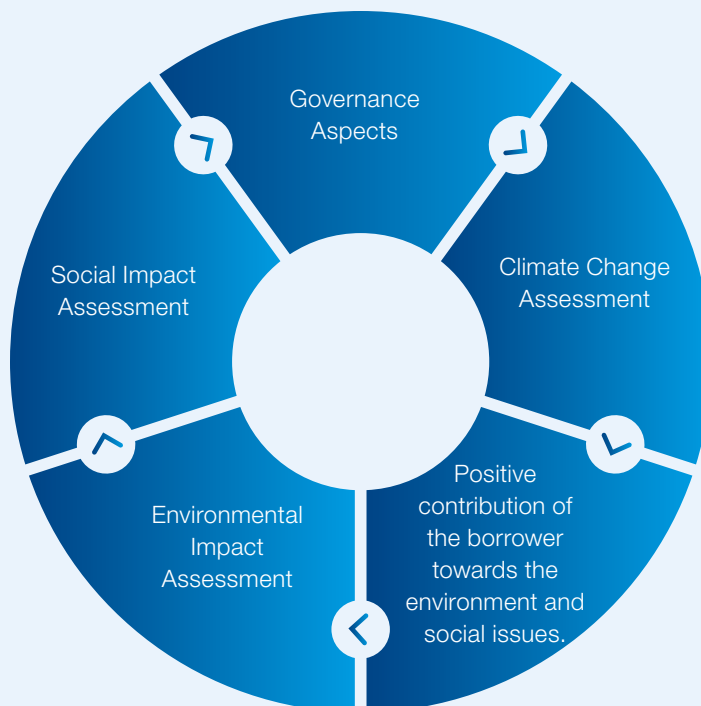 Governance
Aspects
Climate Change
Assessment
Positive
contribution of
the borrower
towards the
environment and
social issues.
Environmental
Impact
Assessment
Social Impact
Assessment